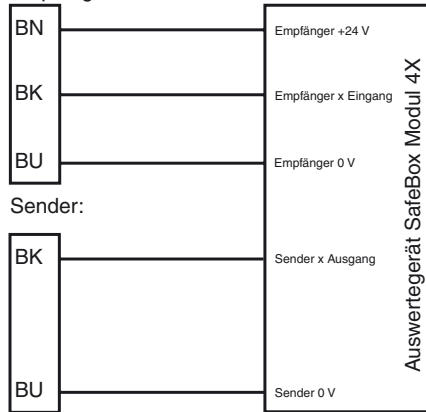 BN
Empfänger +24 V
BK
Empfänger x Eingang
BU
Empfänger 0 V
Sender:
BK
Sender x Ausgang
BU
Sender 0 V
Auswertegerät SafeBox Modul 4X